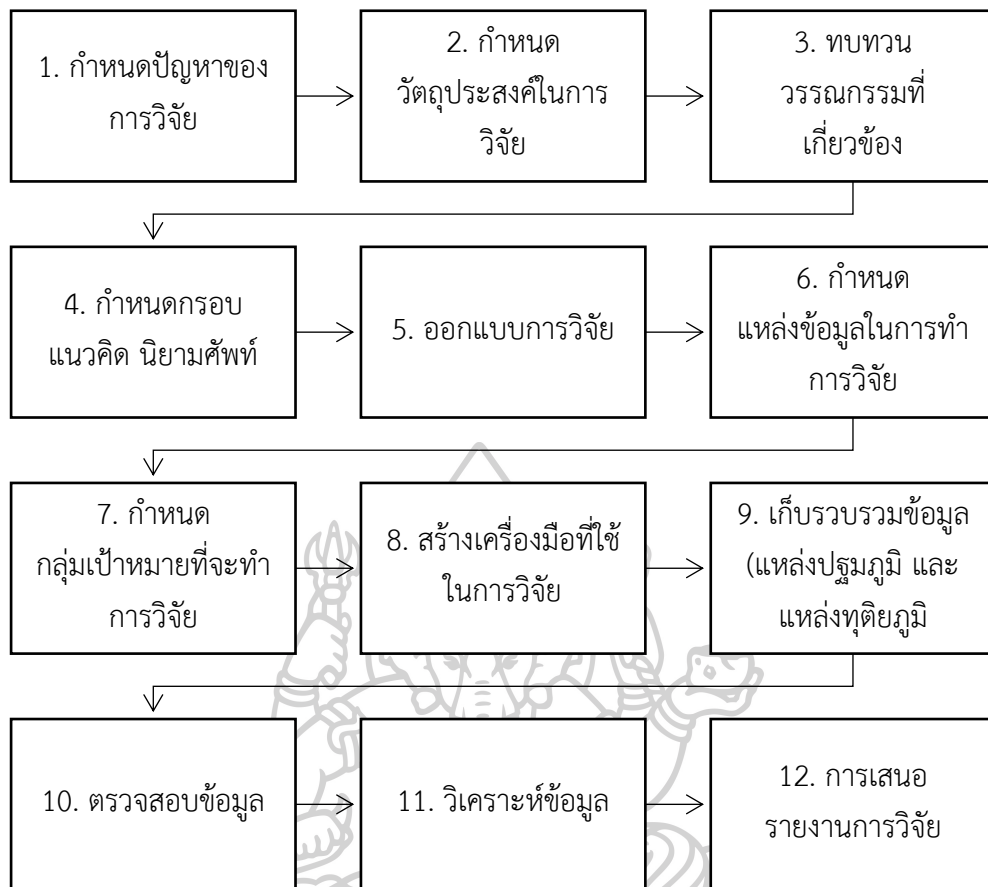 1. กำหนดปัญหาของ
การวิจัย
2. กำหนด
วัตถุประสงค์ในการ
วิจัย
3. ทบทวน
วรรณกรรมที่
เกี่ยวข้อง
4. กำหนดกรอบ
แนวคิด นิยามศัพท์
5. ออกแบบการวิจัย
6. กำหนด
แหล่งข้อมูลในการทำ
การวิจัย
7. กำหนด
กลุ่มเป้าหมายที่จะทำ
การวิจัย
8. สร้างเครื่องมือที่ใช้
ในการวิจัย
9. เก็บรวบรวมข้อมูล
(แหล่งปฐมภูมิ และ
แหล่งทุติยภูมิ
10. ตรวจสอบข้อมูล
11. วิเคราะห์ข้อมูล
12. การเสนอ
รายงานการวิจัย